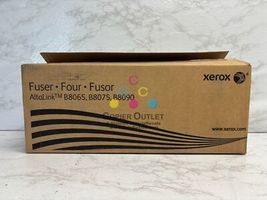 xerox
Fuser • Four • Fusor
AltaLink™ B8065, B8075, B8090
Copier Outlet
www.xerox.com